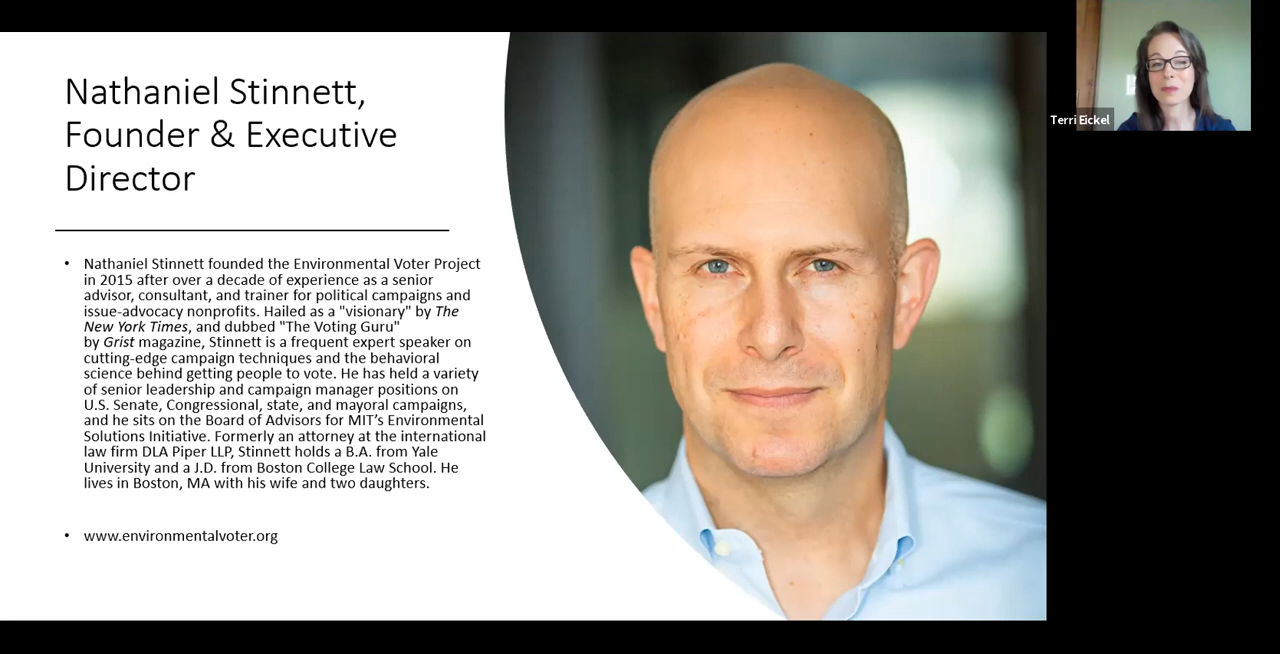 Nathaniel Stinnett,
Founder & Executive
Director
• Nathaniel Stinnett founded the Environmental Voter Project
in 2015 after over a decade of experience as a senior
advisor, consultant, and trainer for political campaigns and
issue-advocacy nonprofits. Hailed as a "visionary" by The
New York Times, and dubbed "The Voting Guru"
by Grist magazine, Stinnett is a frequent expert speaker on
cutting-edge campaign techniques and the behavioral
science behind getting people to vote. He has held a variety
of senior leadership and campaign manager positions on
U.S. Senate, Congressional, state, and mayoral campaigns,
and he sits on the Board of Advisors for MIT’s Environmental
Solutions Initiative. Formerly an attorney at the international
law firm DLA Piper LLP, Stinnett holds a B.A. from Yale
University and a J.D. from Boston College Law School. He
lives in Boston, MA with his wife and two daughters.
• www.environmentalvoter.org
Terri Eickel